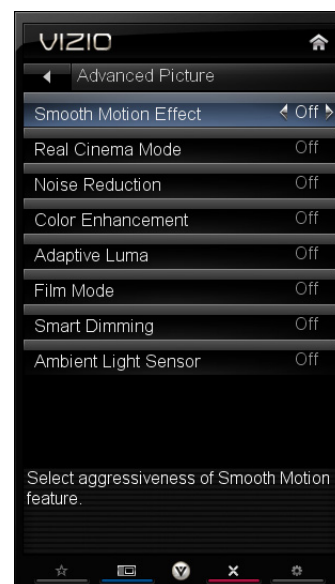 VIZIO
Advanced Picture
Smooth Motion Effect Off
Real Cinema Mode Off
Noise Reduction Off
Color Enhancement Off
Adaptive Luma Off
Film Mode Off
Smart Dimming Off
Ambient Light Sensor Off
Select aggressiveness of Smooth Motion
feature.
V